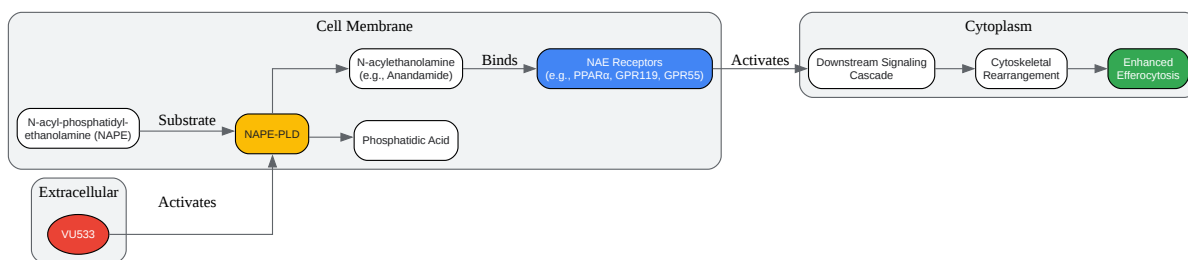 Cell Membrane
Cytoplasm
N-acylethanolamine
(e.g., Anandamide)
Binds
NAE Receptors
(e.g., PPARα, GPR119, GPR55)
Activates
Downstream Signaling
Cascade
Cytoskeletal
Rearrangement
Enhanced
Efferocytosis
N-acyl-phosphatidyl-
ethanolamine (NAPE)
Substrate
NAPE-PLD
Phosphatidic Acid
Extracellular
Activates
VU533